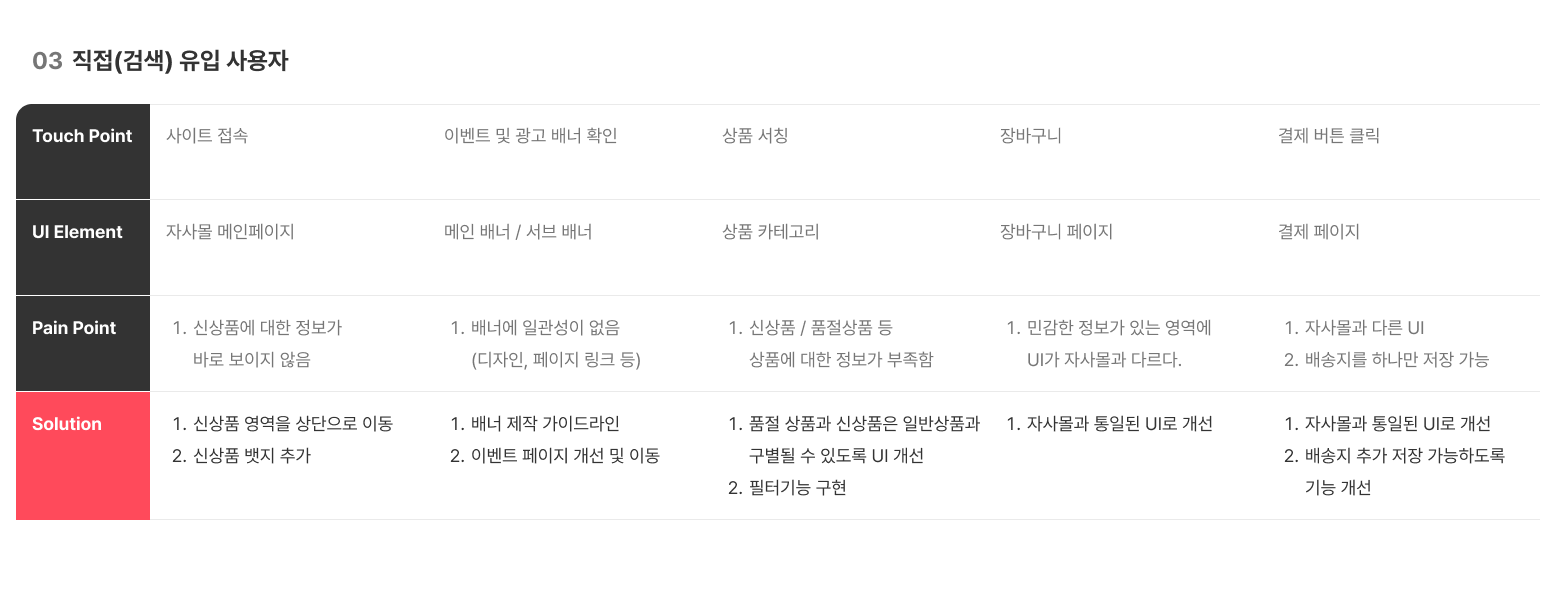 03 직접(검색) 유입 사용자
Touch Point 사이트 접속 이벤트 및 광고 배너 확인 상품 서칭 장바구니 결제 버튼 클릭
UI Element 자사몰 메인페이지 메인 배너 / 서브 배너 상품 카테고리 장바구니 페이지 결제 페이지
Pain Point 1. 신상품에 대한 정보가 1. 배너에 일관성이 없음 1. 신상품 / 품절상품 등 1. 민감한 정보가 있는 영역에 1. 자사몰과 다른 UI
바로 보이지 않음 (디자인, 페이지 링크 등) 상품에 대한 정보가 부족함 UI가 자사몰과 다르다. 2. 배송지를 하나만 저장 가능
Solution 1. 신상품 영역을 상단으로 이동 1. 배너 제작 가이드라인 1. 품절 상품과 신상품은 일반상품과 1. 자사몰과 통일된 UI로 개선 1. 자사몰과 통일된 UI로 개선
2. 신상품 뱃지 추가 2. 이벤트 페이지 개선 및 이동 구별될 수 있도록 UI 개선 2. 배송지 추가 저장 가능하도록
2. 필터기능 구현 기능 개선